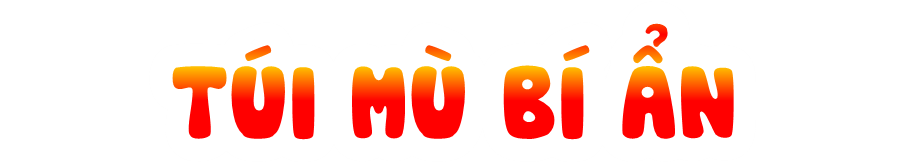 TÚI MÙ BÍ ẨN